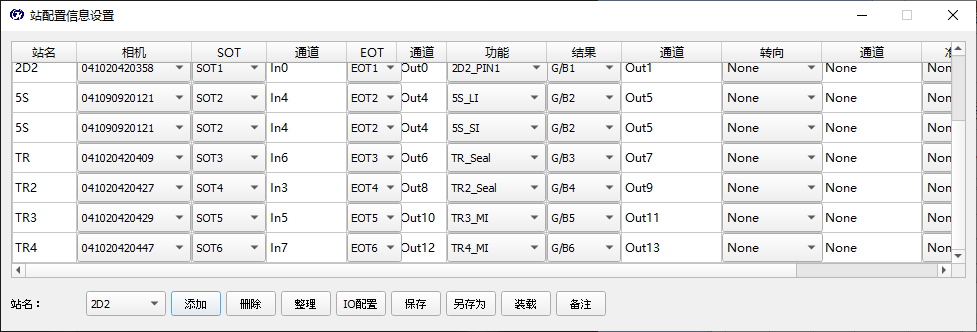 站配置信息设置
站名 相机 SOT 通道 EOT 通道 功能 结果 通道 转向 通道
2D2 041020420358 SOT1 In0 EOT1 Out0 2D2_PIN1 G/B1 Out1 None None Non
5S 041090920121 SOT2 In4 EOT2 Out4 5S_LI G/B2 Out5 None None Non
5S 041090920121 SOT2 In4 EOT2 Out4 5S_SI G/B2 Out5 None None Non
TR 041020420409 SOT3 In6 EOT3 Out6 TR_Seal G/B3 Out7 None None Non
TR2 041020420427 SOT4 In3 EOT4 Out8 TR2_Seal G/B4 Out9 None None Non
TR3 041020420429 SOT5 In5 EOT5 Out10 TR3_MI G/B5 Out11 None None Non
TR4 041020420447 SOT6 In7 EOT6 Out12 TR4_MI G/B6 Out13 None None Non
站名： 2D2 添加 删除 整理 IO配置 保存 另存为 装载 备注